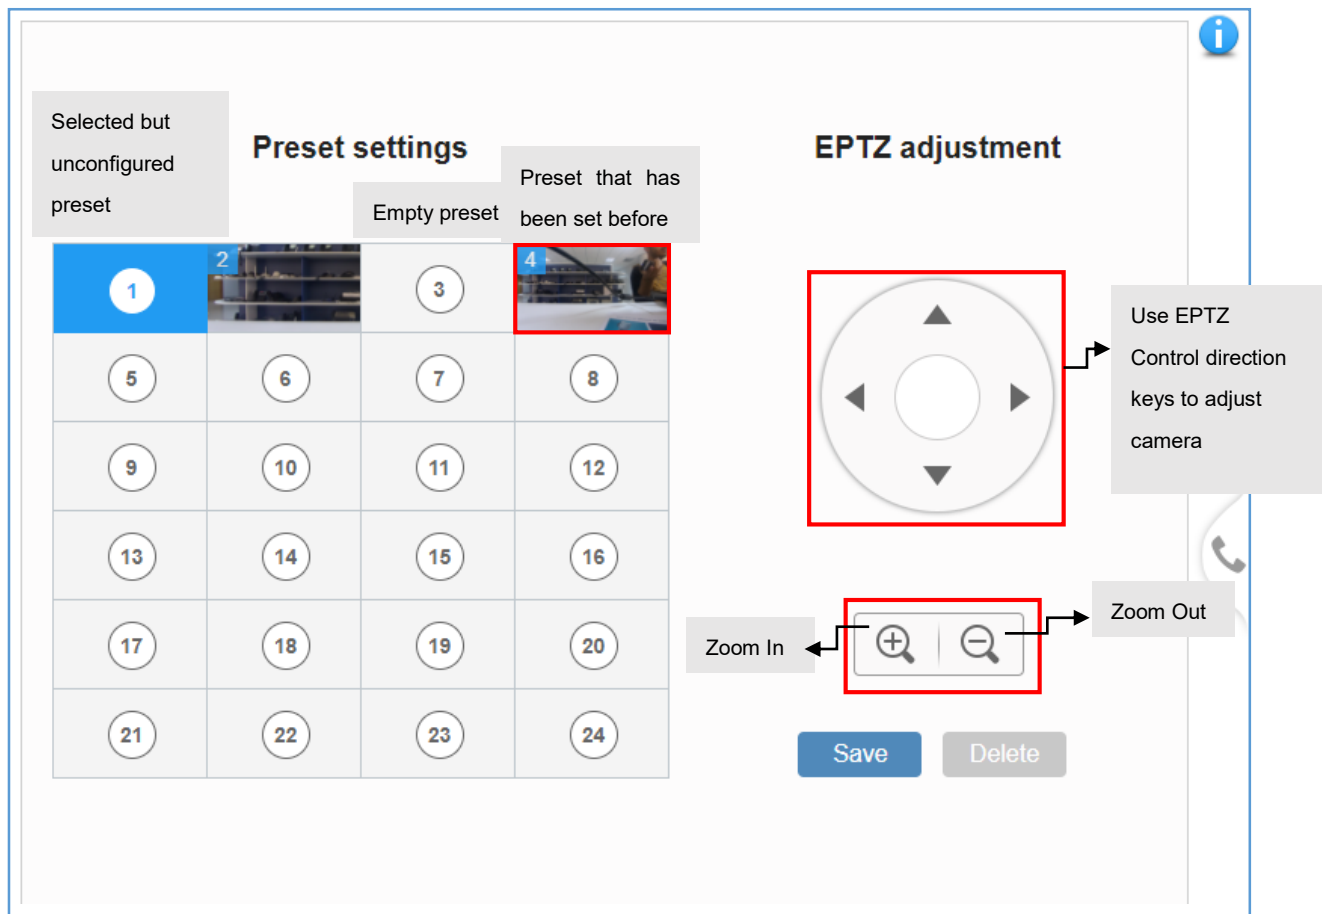 i
Selected but
unconfigured
preset
Preset settings
Empty preset
Preset that has
been set before
EPTZ adjustment
1
2
3
4
5
6
7
8
9
10
11
12
13
14
15
16
17
18
19
20
21
22
23
24
Use EPTZ
Control direction
keys to adjust
camera
Zoom In
Zoom Out
Save
Delete